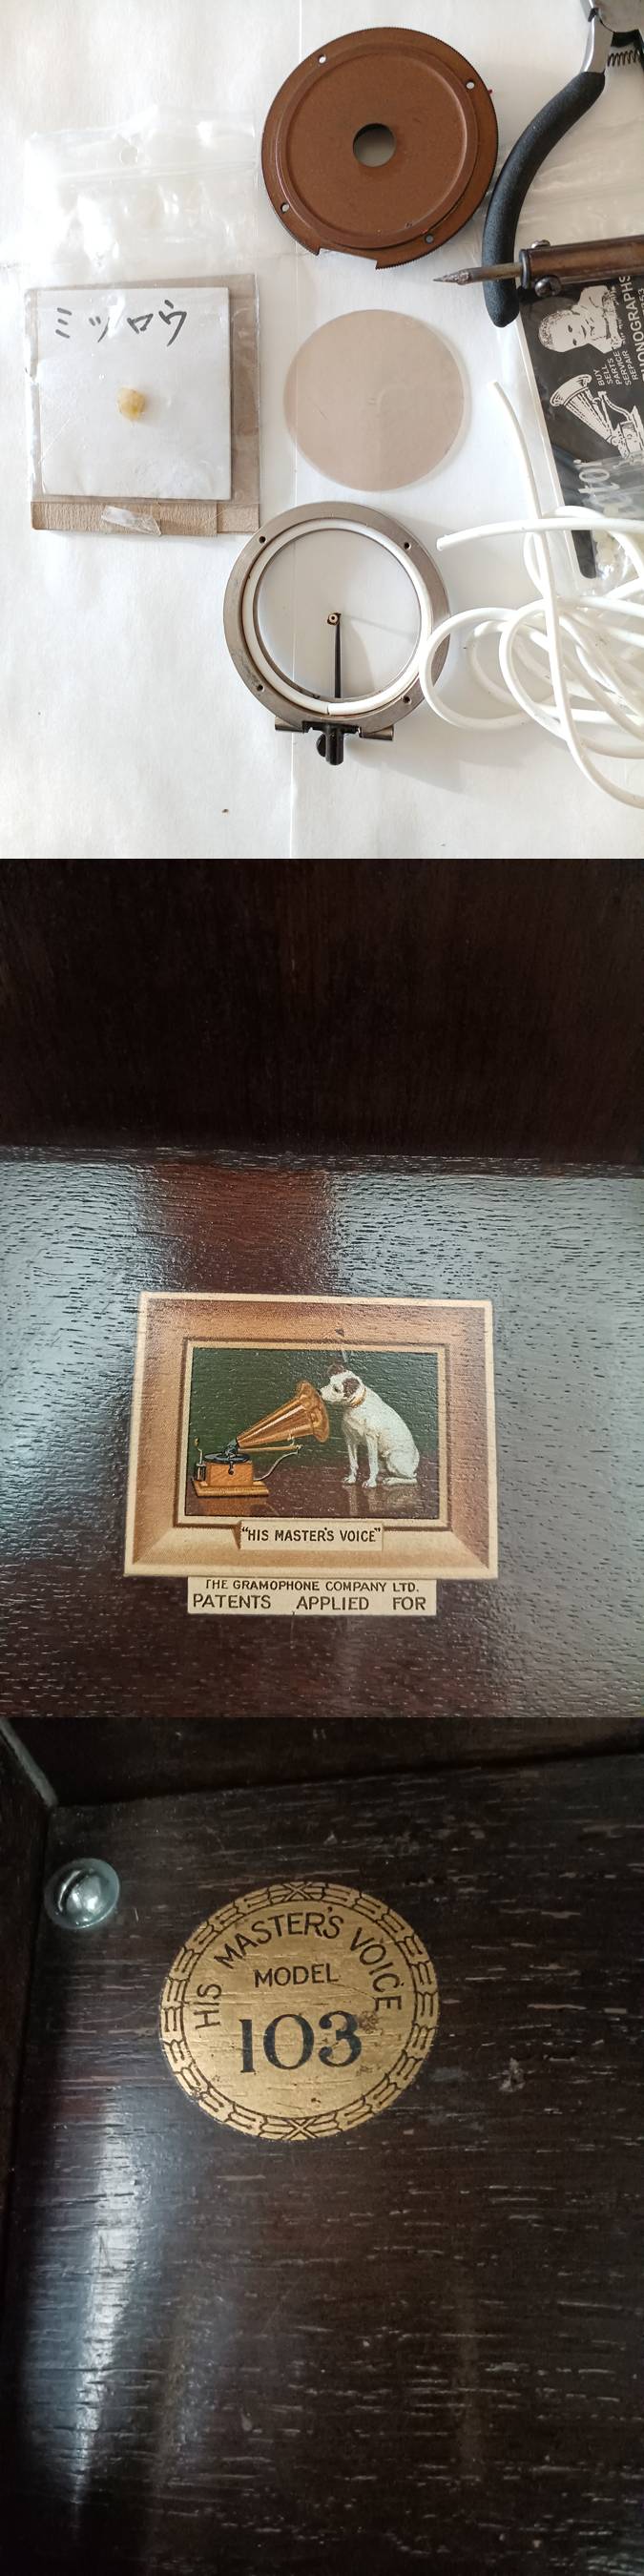 ミツロウ
BUY
SELL
PARTS
SERVICE
REPAIR
"HIS MASTER'S VOICE"
THE GRAMOPHONE COMPANY LTD.
PATENTS APPLIED FOR
HIS MASTER'S VOICE
MODEL
103